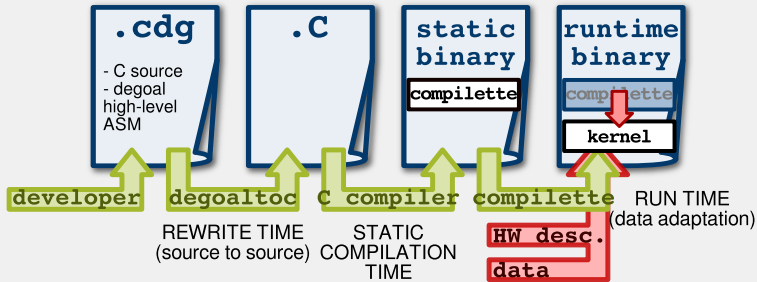 .cdg
- C source
- degoal
high-level
ASM
.C
static
binary
compilette
runtime
binary
compilette
kernel
developer
degoaltoc
C compiler
compilette
REWRITE TIME
(source to source)
STATIC
COMPILATION
TIME
RUN TIME
(data adaptation)
HW desc.
data